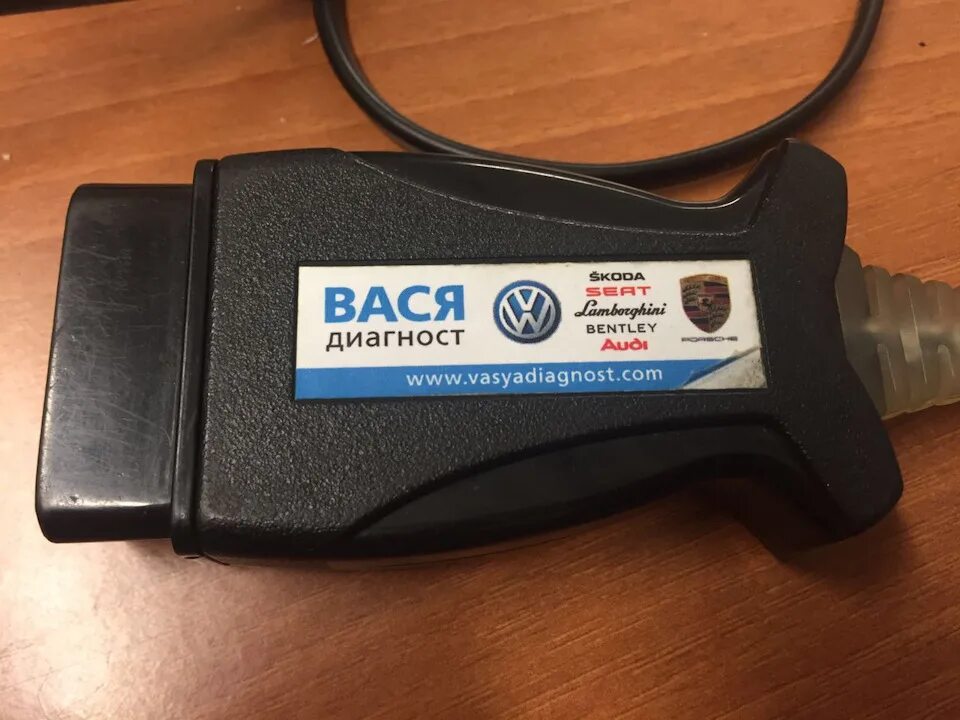 ВАСЯ
диагност
ŠKODA
SEAT
Lamborghini
BENTLEY
Audi
PORSCHE
www.vasyadiagnost.com